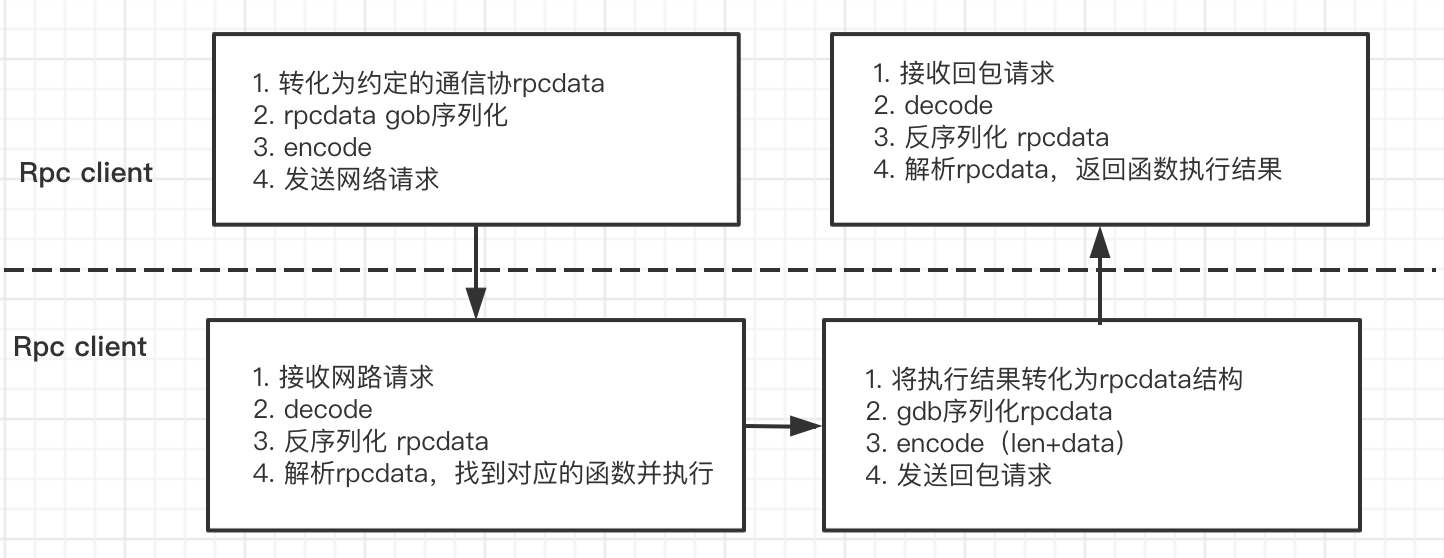 Rpc client
1. 转化为约定的通信协rpcdata
2. rpcdata gob序列化
3. encode
4. 发送网络请求
1. 接收回包请求
2. decode
3. 反序列化 rpcdata
4. 解析rpcdata，返回函数执行结果
Rpc client
1. 接收网路请求
2. decode
3. 反序列化 rpcdata
4. 解析rpcdata，找到对应的函数并执行
1. 将执行结果转化为rpcdata结构
2. gdb序列化rpcdata
3. encode（len+data）
4. 发送回包请求